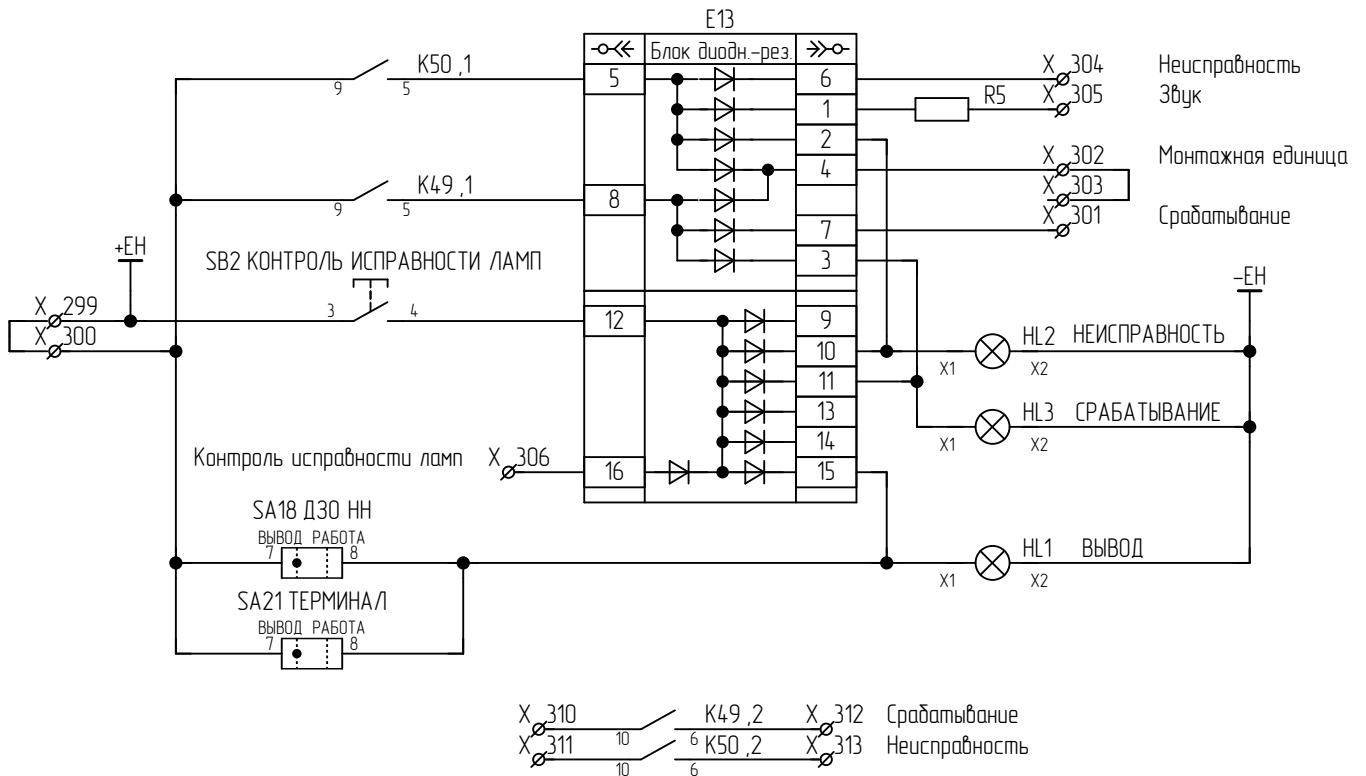 E13
Блок диодн.-рез.
K50 ,1
9 5
5 6
X 304 Неисправность
1 R5 X 305 Звук
2
4 X 302 Монтажная единица
K49 ,1
9 5
8
X 303
7 X 301 Срабатывание
3
+ЕН
SB2 КОНТРОЛЬ ИСПРАВНОСТИ ЛАМП
-ЕН
X 299
3 4
12 9
X 300
10
HL2 НЕИСПРАВНОСТЬ
X1 X2
11
13
HL3 СРАБАТЫВАНИЕ
X1 X2
14
Контроль исправности ламп X 306
16 15
SA18 ДЗО НН
ВЫВОД РАБОТА
7 8
HL1 ВЫВОД
X1 X2
SA21 ТЕРМИНАЛ
ВЫВОД РАБОТА
7 8
X 310 K49 ,2 X 312 Срабатывание
10 6
X 311 K50 ,2 X 313 Неисправность
10 6